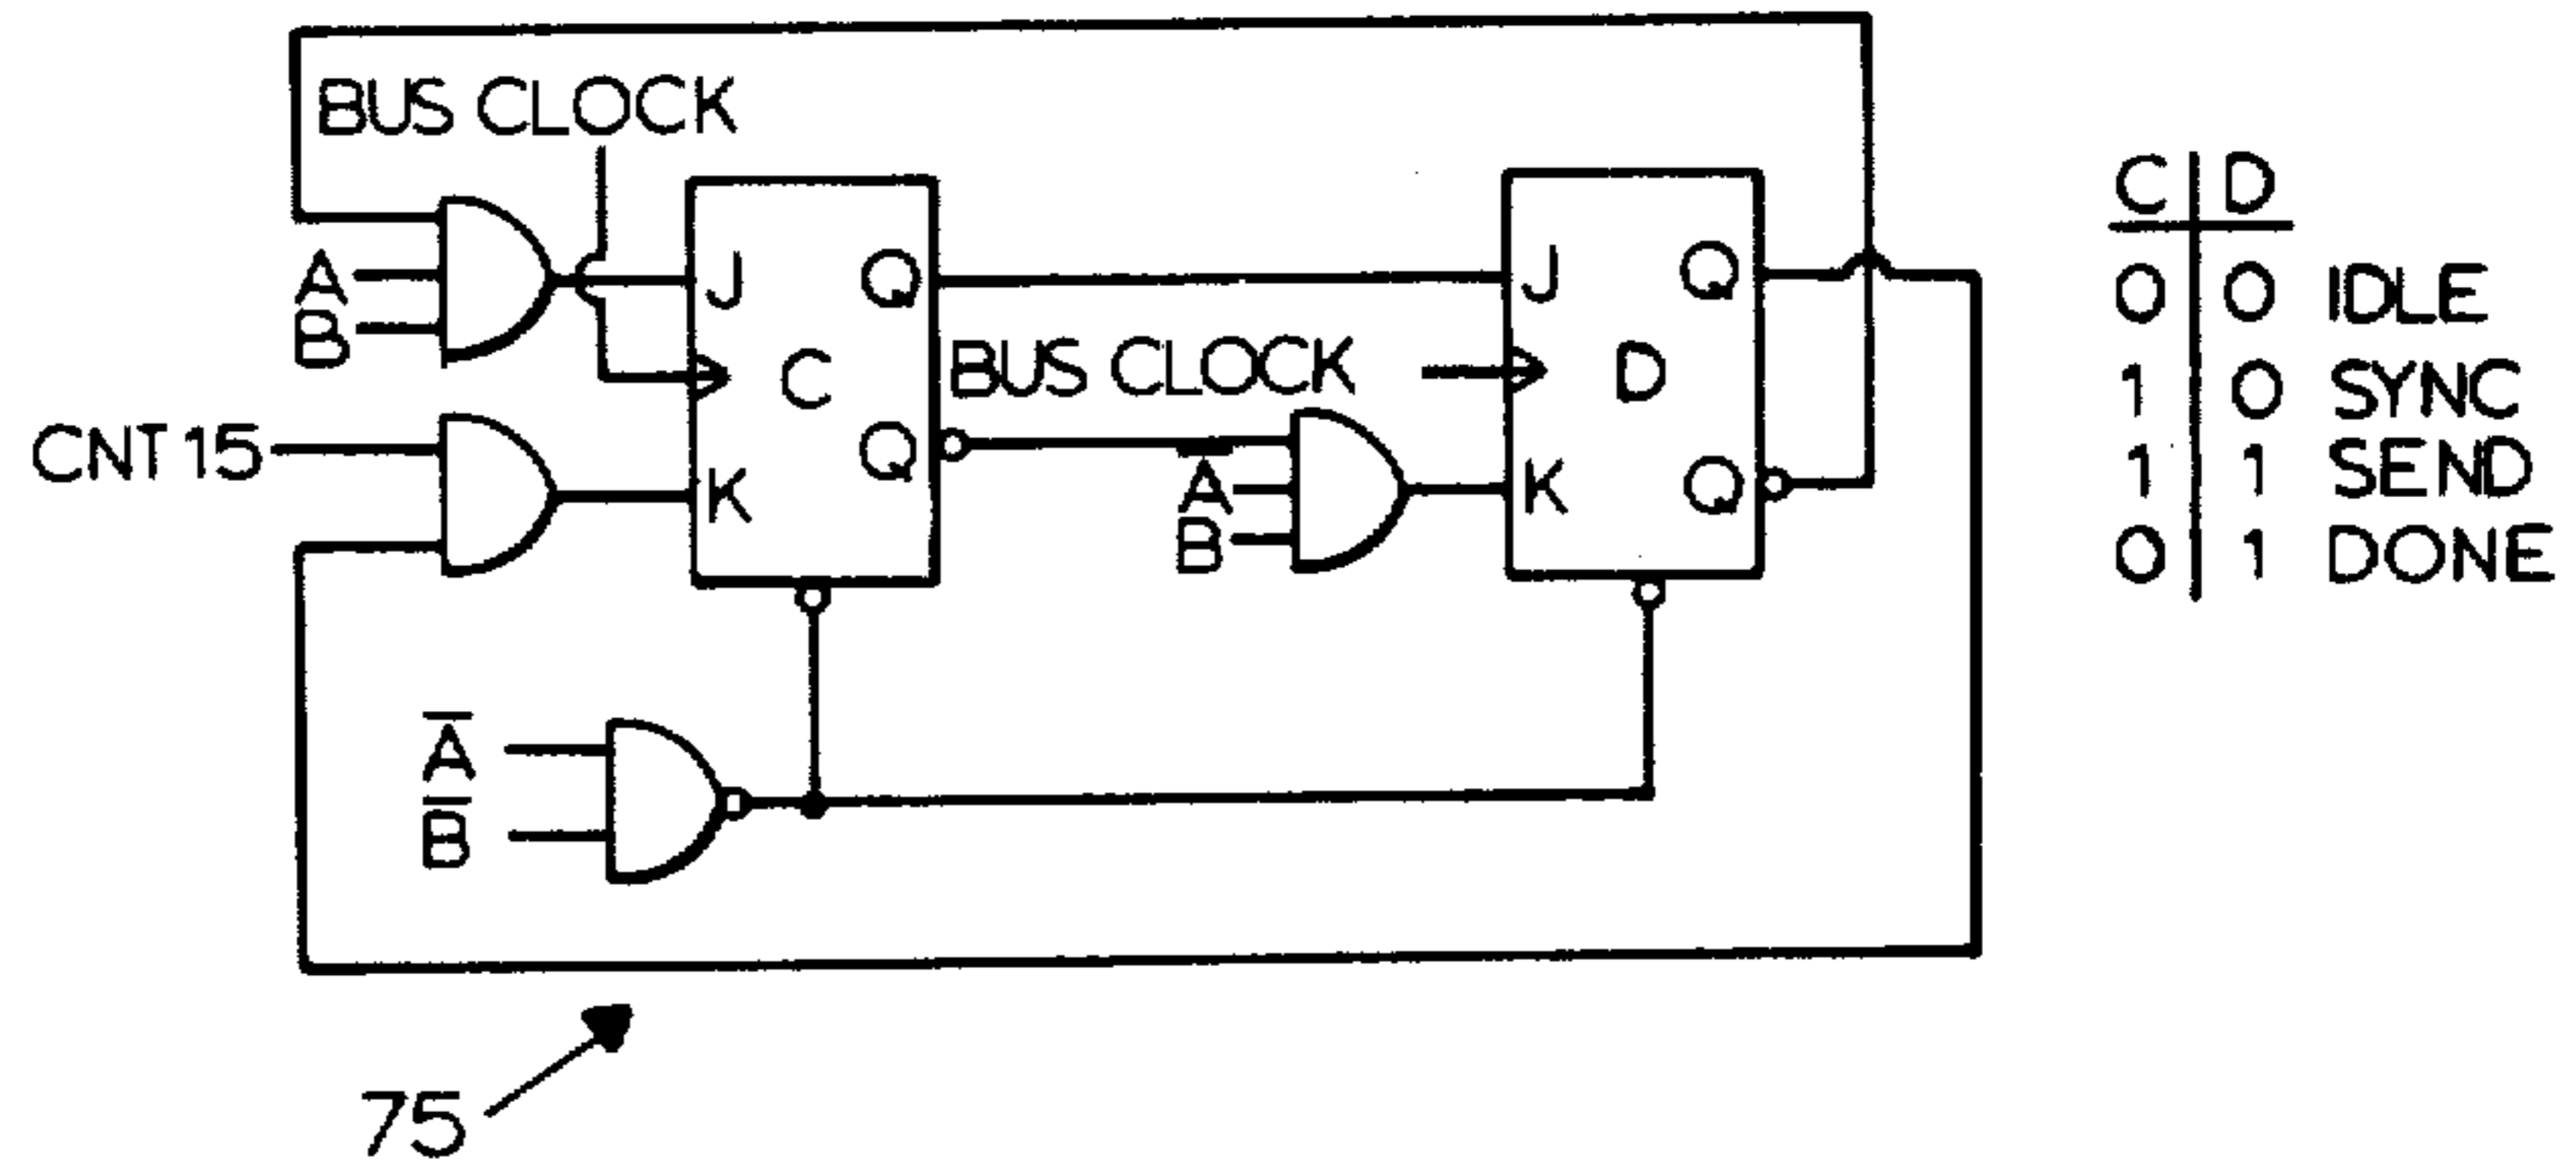 BUS CLOCK
A
B
J
Q
C
Q
K
CNT 15
BUS CLOCK
A̅
B
J
Q
D
Q
K
A̅
B̅
75
C D
0 0 IDLE
1 0 SYNC
1 1 SEND
0 1 DONE